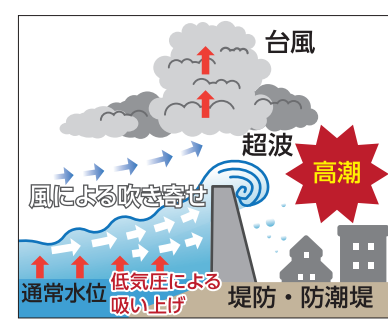 台風
越波
高潮
風による吹き寄せ
通常水位
低気圧による
吸い上げ
堤防・防潮堤